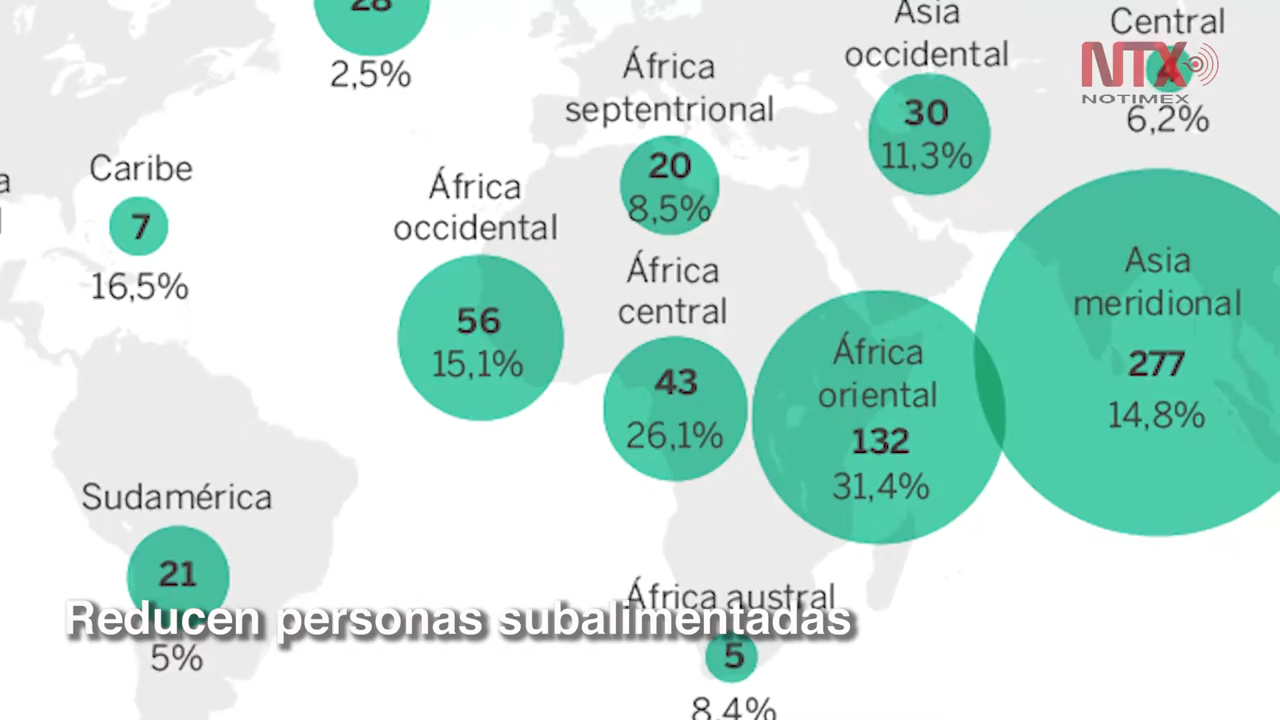 28
2,5%
Asia
occidental
30
11,3%
Central
NTX
NOTIMEX
6,2%
África
septentrional
20
8,5%
a
Caribe
7
16,5%
África
occidental
56
15,1%
África
central
43
26,1%
África
oriental
132
31,4%
Asia
meridional
277
14,8%
Sudamérica
21
5%
África austral
5
8,4%
Reducen personas subalimentadas